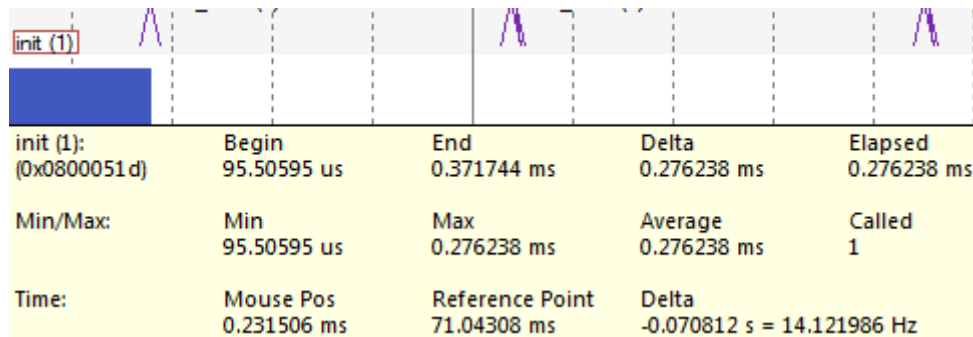 init (1)
init (1): Begin End Delta Elapsed
(0x0800051d) 95.50595 us 0.371744 ms 0.276238 ms 0.276238 ms
Min/Max: Min Max Average Called
95.50595 us 0.276238 ms 0.276238 ms 1
Time: Mouse Pos Reference Point Delta
0.231506 ms 71.04308 ms -0.070812 s = 14.121986 Hz